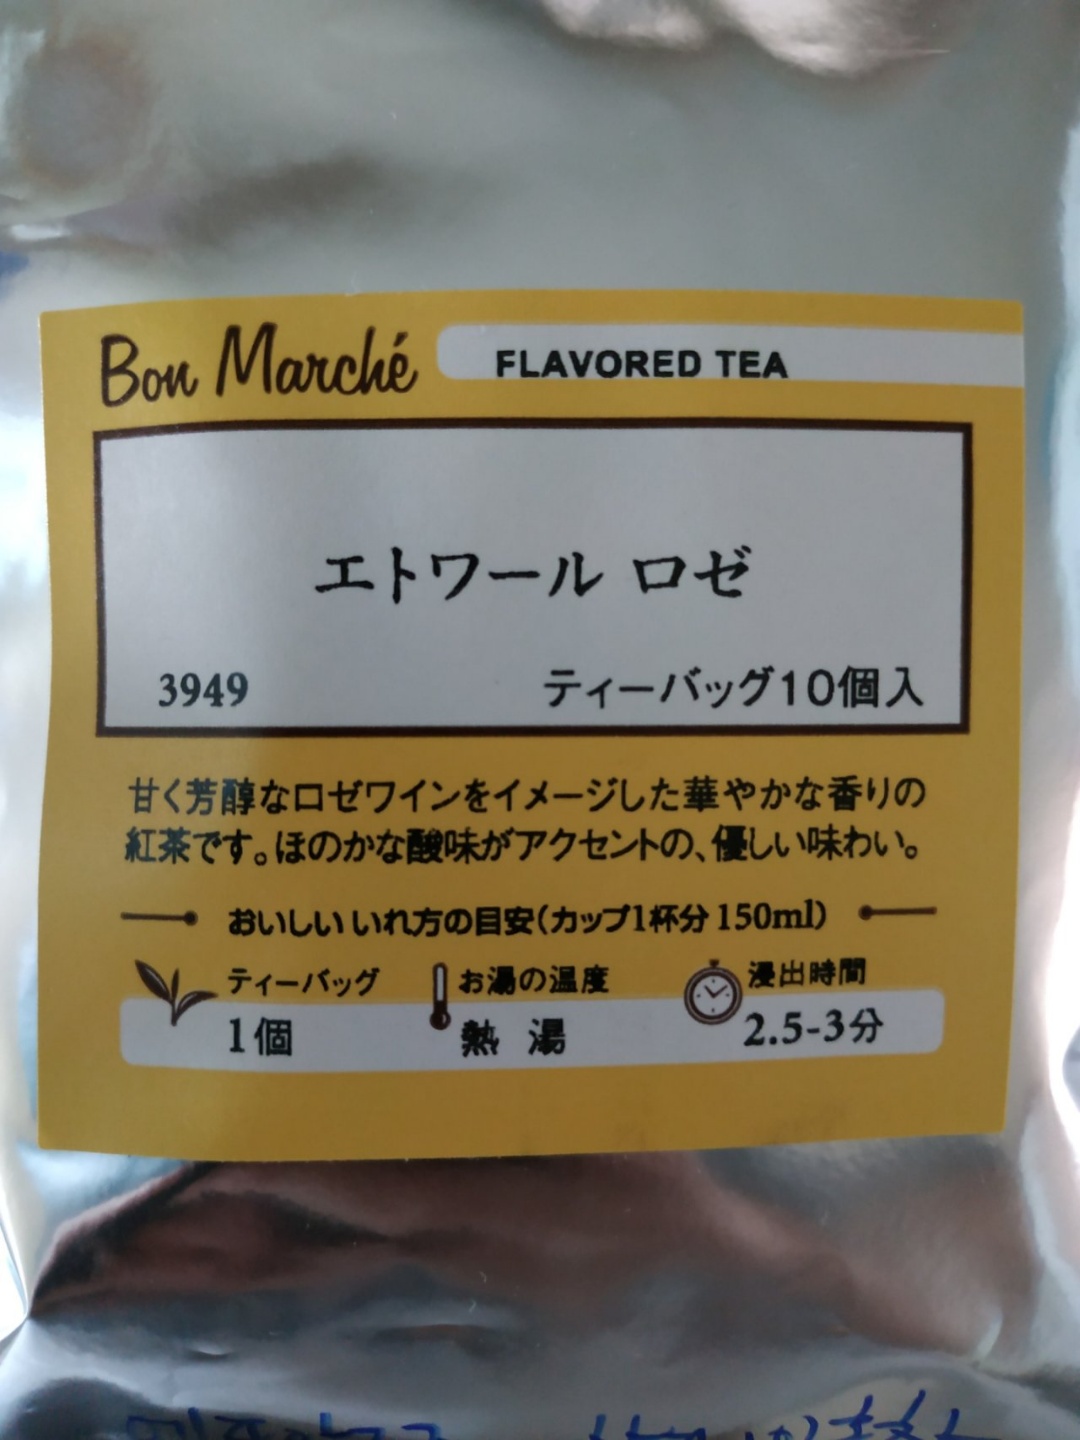 Bon Marché FLAVORED TEA
エトワール ロゼ
3949 ティーバッグ10個入
甘く芳醇なロゼワインをイメージした華やかな香りの
紅茶です。ほのかな酸味がアクセントの、優しい味わい。
おいしい いれ方の目安(カップ1杯分 150ml)
ティーバッグ お湯の温度 浸出時間
1個 熱 湯 2.5-3分